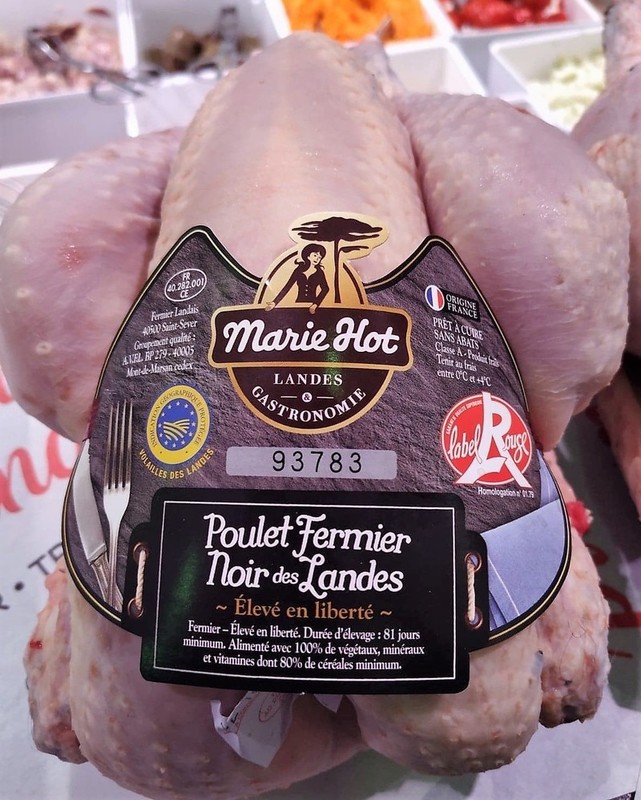 FR
40.282.001
CE
Fermier Landais
40500 Saint-Sever
Groupement qualité :
A.V.E.L. BP 279 - 40005
Mont-de-Marsan cedex
INDICATION GÉOGRAPHIQUE PROTÉGÉE
VOLAILLES DES LANDES
Marie Hot
LANDES
&
GASTRONOMIE
ORIGINE
FRANCE
PRÊT À CUIRE
SANS ABATS
Classe A - Produit frais
Tenir au frais
entre 0°C et +4°C
label Rouge
Homologation n° 01.79
93783
Poulet Fermier
Noir des Landes
~ Élevé en liberté ~
Fermier – Élevé en liberté. Durée d'élevage : 81 jours
minimum. Alimenté avec 100% de végétaux, minéraux
et vitamines dont 80% de céréales minimum.